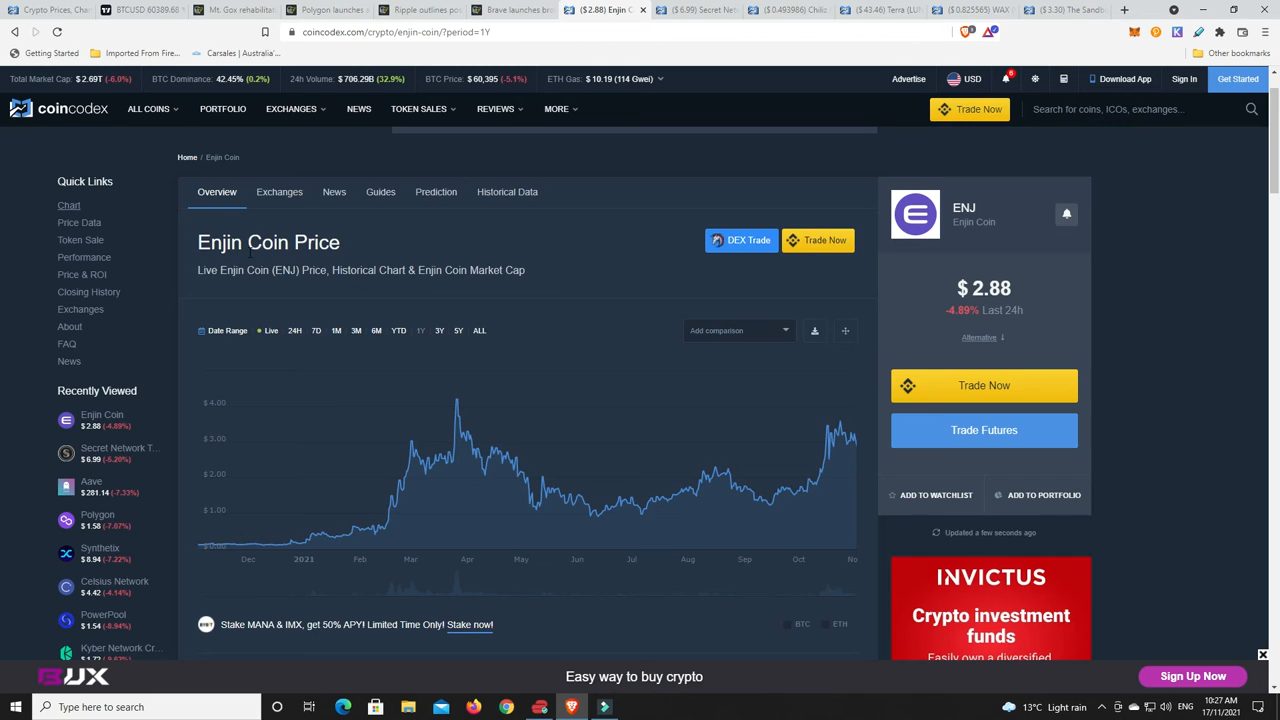 Crypto Prices, Cha
BTCUSD 60389.68
Mt. Gox rehabilitat
Polygon launches a
Ripple outlines pos
Brave launches bro
($2.88) Enjin C
($6.99) Secret Netw
($0.493986) Chiliz
($43.46) Terra (LUN
($0.825565) WAX (
($3.30) The Sandb
coincodex.com/crypto/enjin-coin/?period=1Y
Getting Started
Imported From Fire...
Carsales | Australia'...
Other bookmarks
Total Market Cap: $2.69T (-6.0%)
BTC Dominance: 42.45% (0.2%)
24h Volume: $706.29B (32.9%)
BTC Price: $60,395 (-5.1%)
ETH Gas: $10.19 (114 Gwei)
Advertise
USD
6
Download App
Sign In
Get Started
coincodex
ALL COINS
PORTFOLIO
EXCHANGES
NEWS
TOKEN SALES
REVIEWS
MORE
Trade Now
Search for coins, ICOs, exchanges...
Home / Enjin Coin
Quick Links
Chart
Price Data
Token Sale
Performance
Price & ROI
Closing History
Exchanges
About
FAQ
News
Recently Viewed
Enjin Coin
$ 2.88 (-4.89%)
Secret Network T...
$ 6.99 (-5.20%)
Aave
$ 281.14 (-7.33%)
Polygon
$ 1.58 (-7.07%)
Synthetix
$ 8.94 (-7.22%)
Celsius Network
$ 4.42 (-4.14%)
PowerPool
$ 1.54 (-8.94%)
Kyber Network Cr...
Overview
Exchanges
News
Guides
Prediction
Historical Data
Enjin Coin Price
DEX Trade
Trade Now
Live Enjin Coin (ENJ) Price, Historical Chart & Enjin Coin Market Cap
Date Range
Live
24H
7D
1M
3M
6M
YTD
1Y
3Y
5Y
ALL
Add comparison
$ 4.00
$ 3.00
$ 2.00
$ 1.00
$ 0.00
Dec
2021
Feb
Mar
Apr
May
Jun
Jul
Aug
Sep
Oct
No
Stake MANA & IMX, get 50% APY! Limited Time Only! Stake now!
BTC
ETH
ENJ
Enjin Coin
$ 2.88
-4.89% Last 24h
Alternative
Trade Now
Trade Futures
ADD TO WATCHLIST
ADD TO PORTFOLIO
Updated a few seconds ago
INVICTUS
Crypto investment
funds
Easily own a diversified
BUX
Easy way to buy crypto
Sign Up Now
Type here to search
13°C Light rain
10:27 AM
17/11/2021